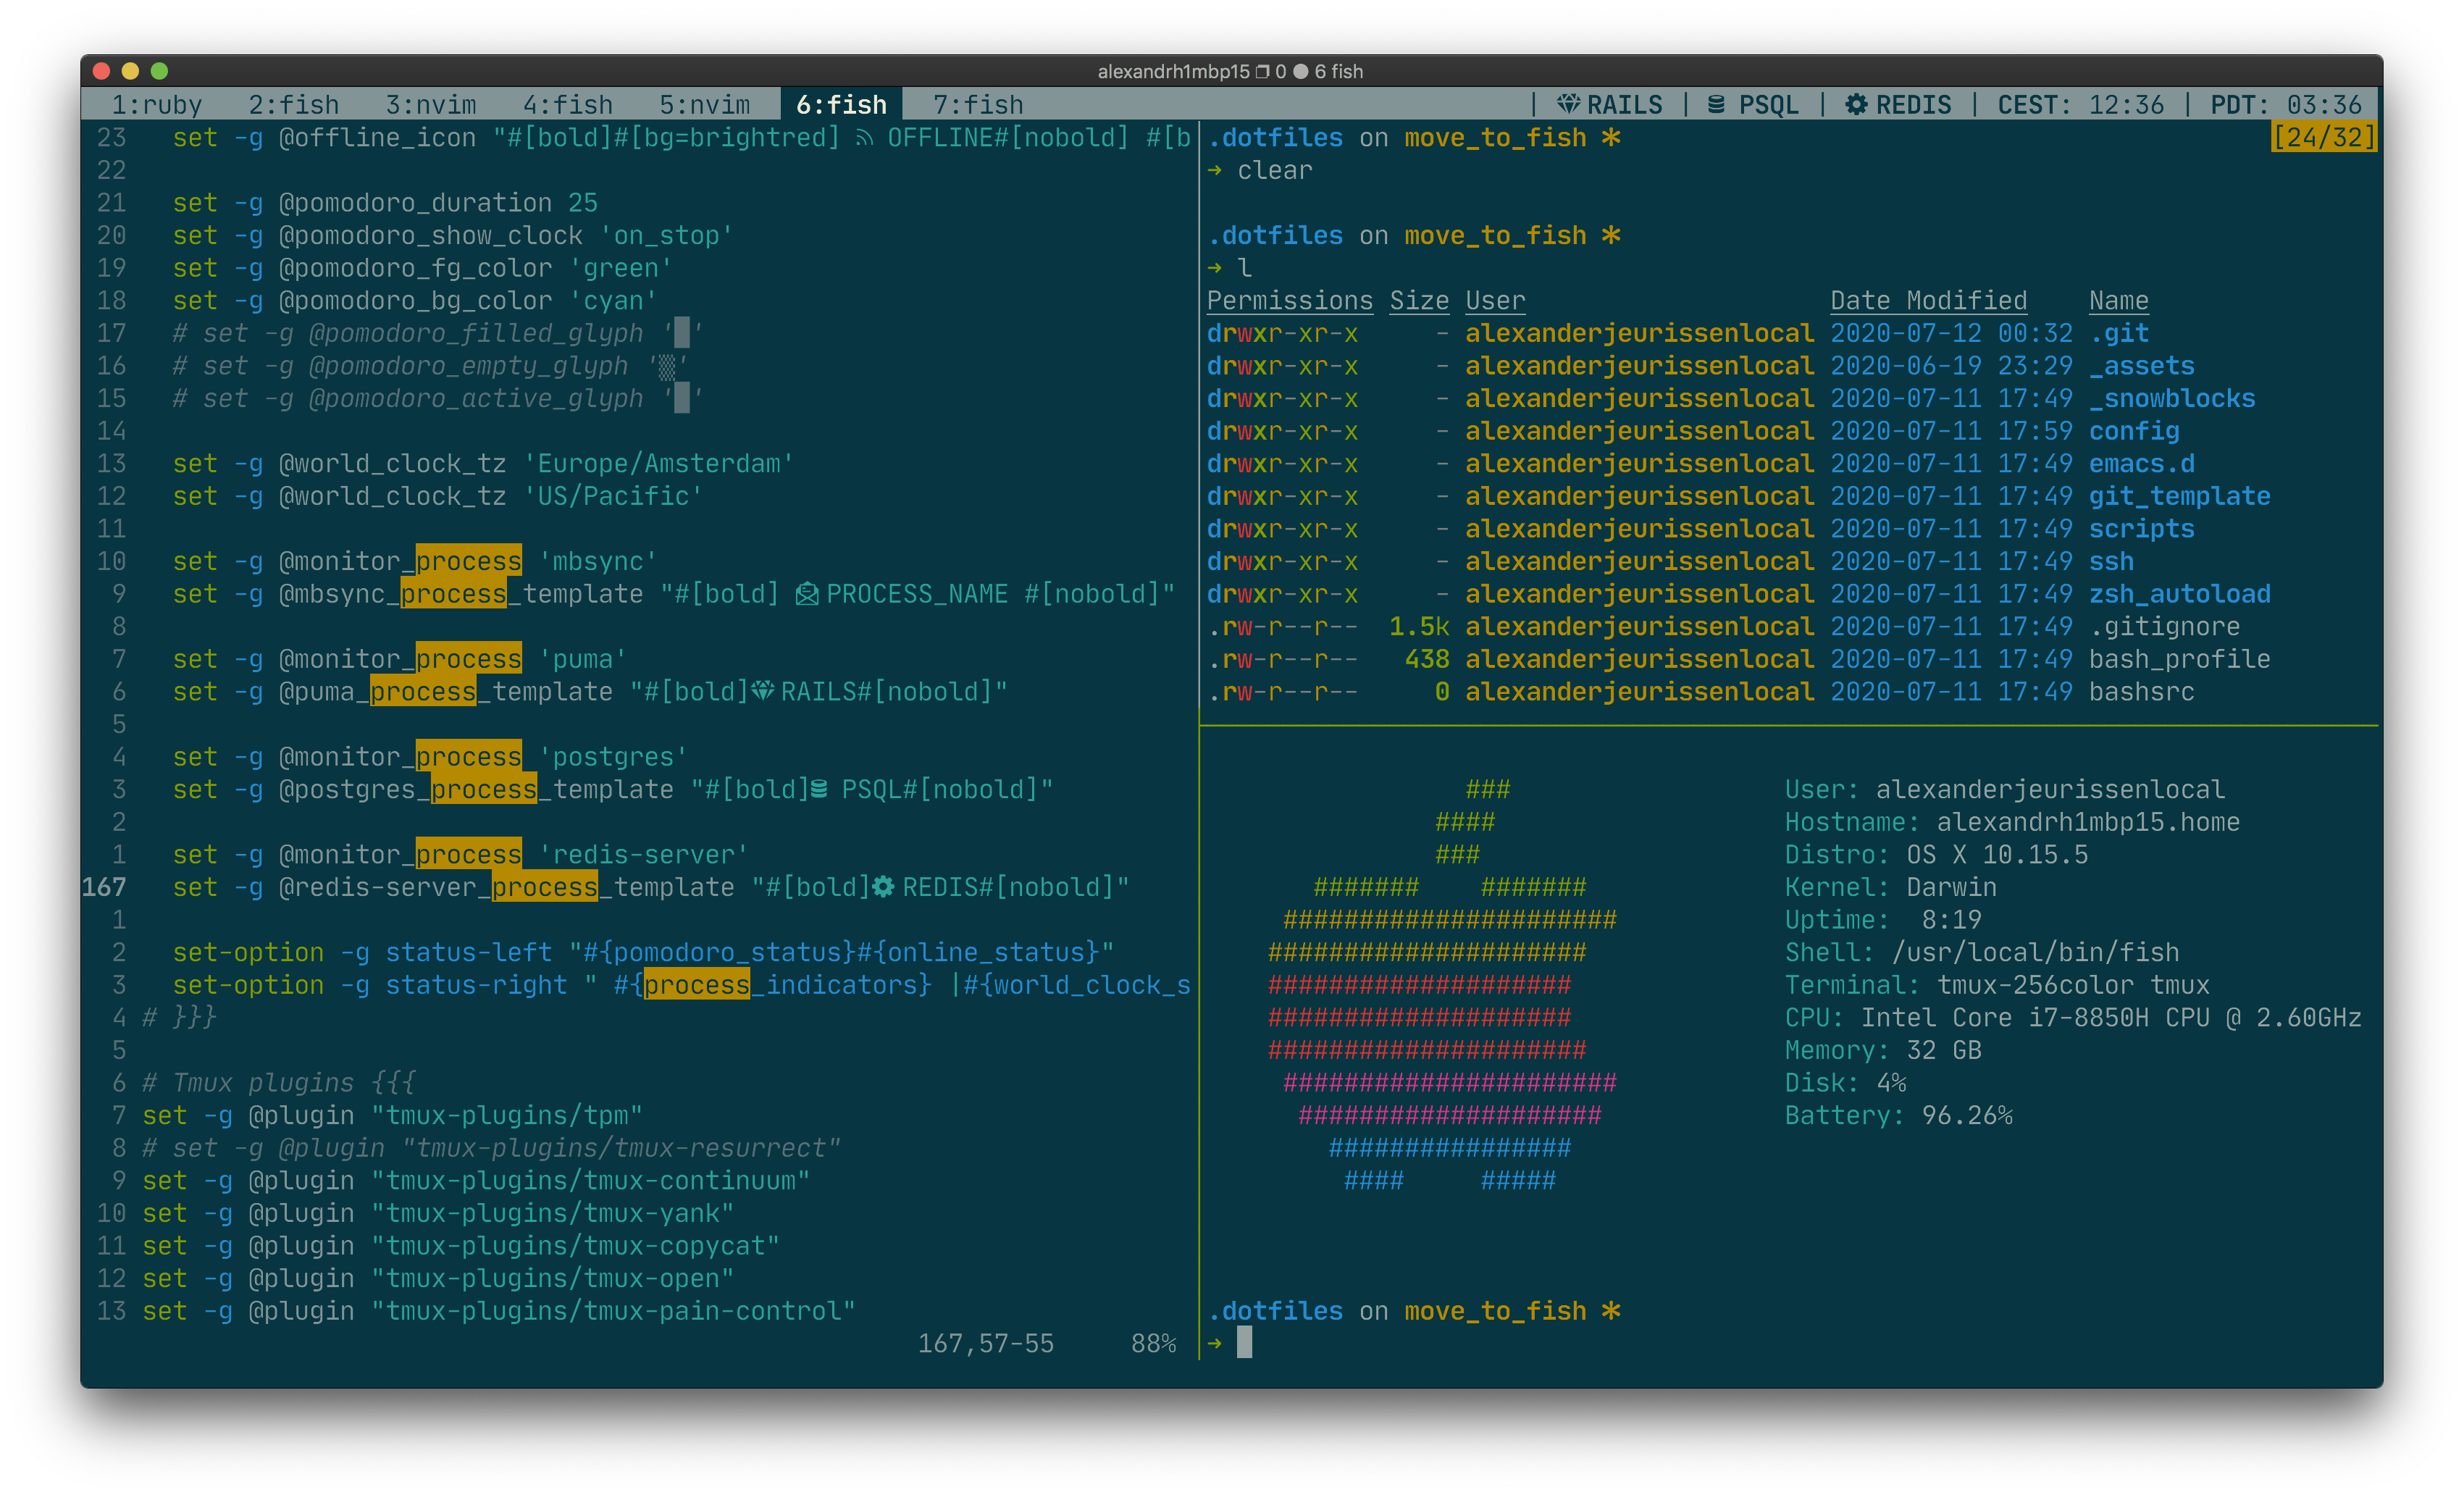 alexandrh1mbp15 0 6 fish
1:ruby 2:fish 3:nvim 4:fish 5:nvim 6:fish 7:fish | RAILS | PSQL | REDIS | CEST: 12:36 | PDT: 03:36
23 set -g @offline_icon "#[bold]#[bg=brightred] OFFLINE#[nobold] #[b
22
21 set -g @pomodoro_duration 25
20 set -g @pomodoro_show_clock 'on_stop'
19 set -g @pomodoro_fg_color 'green'
18 set -g @pomodoro_bg_color 'cyan'
17 # set -g @pomodoro_filled_glyph '█'
16 # set -g @pomodoro_empty_glyph '▒'
15 # set -g @pomodoro_active_glyph '█'
14
13 set -g @world_clock_tz 'Europe/Amsterdam'
12 set -g @world_clock_tz 'US/Pacific'
11
10 set -g @monitor_process 'mbsync'
9 set -g @mbsync_process_template "#[bold] PROCESS_NAME #[nobold]"
8
7 set -g @monitor_process 'puma'
6 set -g @puma_process_template "#[bold] RAILS#[nobold]"
5
4 set -g @monitor_process 'postgres'
3 set -g @postgres_process_template "#[bold] PSQL#[nobold]"
2
1 set -g @monitor_process 'redis-server'
167 set -g @redis-server_process_template "#[bold] REDIS#[nobold]"
1
2 set-option -g status-left "#{pomodoro_status}#{online_status}"
3 set-option -g status-right " #{process_indicators} |#{world_clock_s
4 # }}}
5
6 # Tmux plugins {{{
7 set -g @plugin "tmux-plugins/tpm"
8 # set -g @plugin "tmux-plugins/tmux-resurrect"
9 set -g @plugin "tmux-plugins/tmux-continuum"
10 set -g @plugin "tmux-plugins/tmux-yank"
11 set -g @plugin "tmux-plugins/tmux-copycat"
12 set -g @plugin "tmux-plugins/tmux-open"
13 set -g @plugin "tmux-plugins/tmux-pain-control"
167,57-55 88%
.dotfiles on move_to_fish * [24/32]
→ clear
.dotfiles on move_to_fish *
→ l
Permissions Size User Date Modified Name
drwxr-xr-x - alexanderjeurissenlocal 2020-07-12 00:32 .git
drwxr-xr-x - alexanderjeurissenlocal 2020-06-19 23:29 _assets
drwxr-xr-x - alexanderjeurissenlocal 2020-07-11 17:49 _snowblocks
drwxr-xr-x - alexanderjeurissenlocal 2020-07-11 17:59 config
drwxr-xr-x - alexanderjeurissenlocal 2020-07-11 17:49 emacs.d
drwxr-xr-x - alexanderjeurissenlocal 2020-07-11 17:49 git_template
drwxr-xr-x - alexanderjeurissenlocal 2020-07-11 17:49 scripts
drwxr-xr-x - alexanderjeurissenlocal 2020-07-11 17:49 ssh
drwxr-xr-x - alexanderjeurissenlocal 2020-07-11 17:49 zsh_autoload
.rw-r--r-- 1.5k alexanderjeurissenlocal 2020-07-11 17:49 .gitignore
.rw-r--r-- 438 alexanderjeurissenlocal 2020-07-11 17:49 bash_profile
.rw-r--r-- 0 alexanderjeurissenlocal 2020-07-11 17:49 bashsrc
### User: alexanderjeurissenlocal
#### Hostname: alexandrh1mbp15.home
### Distro: OS X 10.15.5
####### ####### Kernel: Darwin
###################### Uptime: 8:19
##################### Shell: /usr/local/bin/fish
#################### Terminal: tmux-256color tmux
#################### CPU: Intel Core i7-8850H CPU @ 2.60GHz
##################### Memory: 32 GB
###################### Disk: 4%
#################### Battery: 96.26%
################
#### #####
.dotfiles on move_to_fish *
→